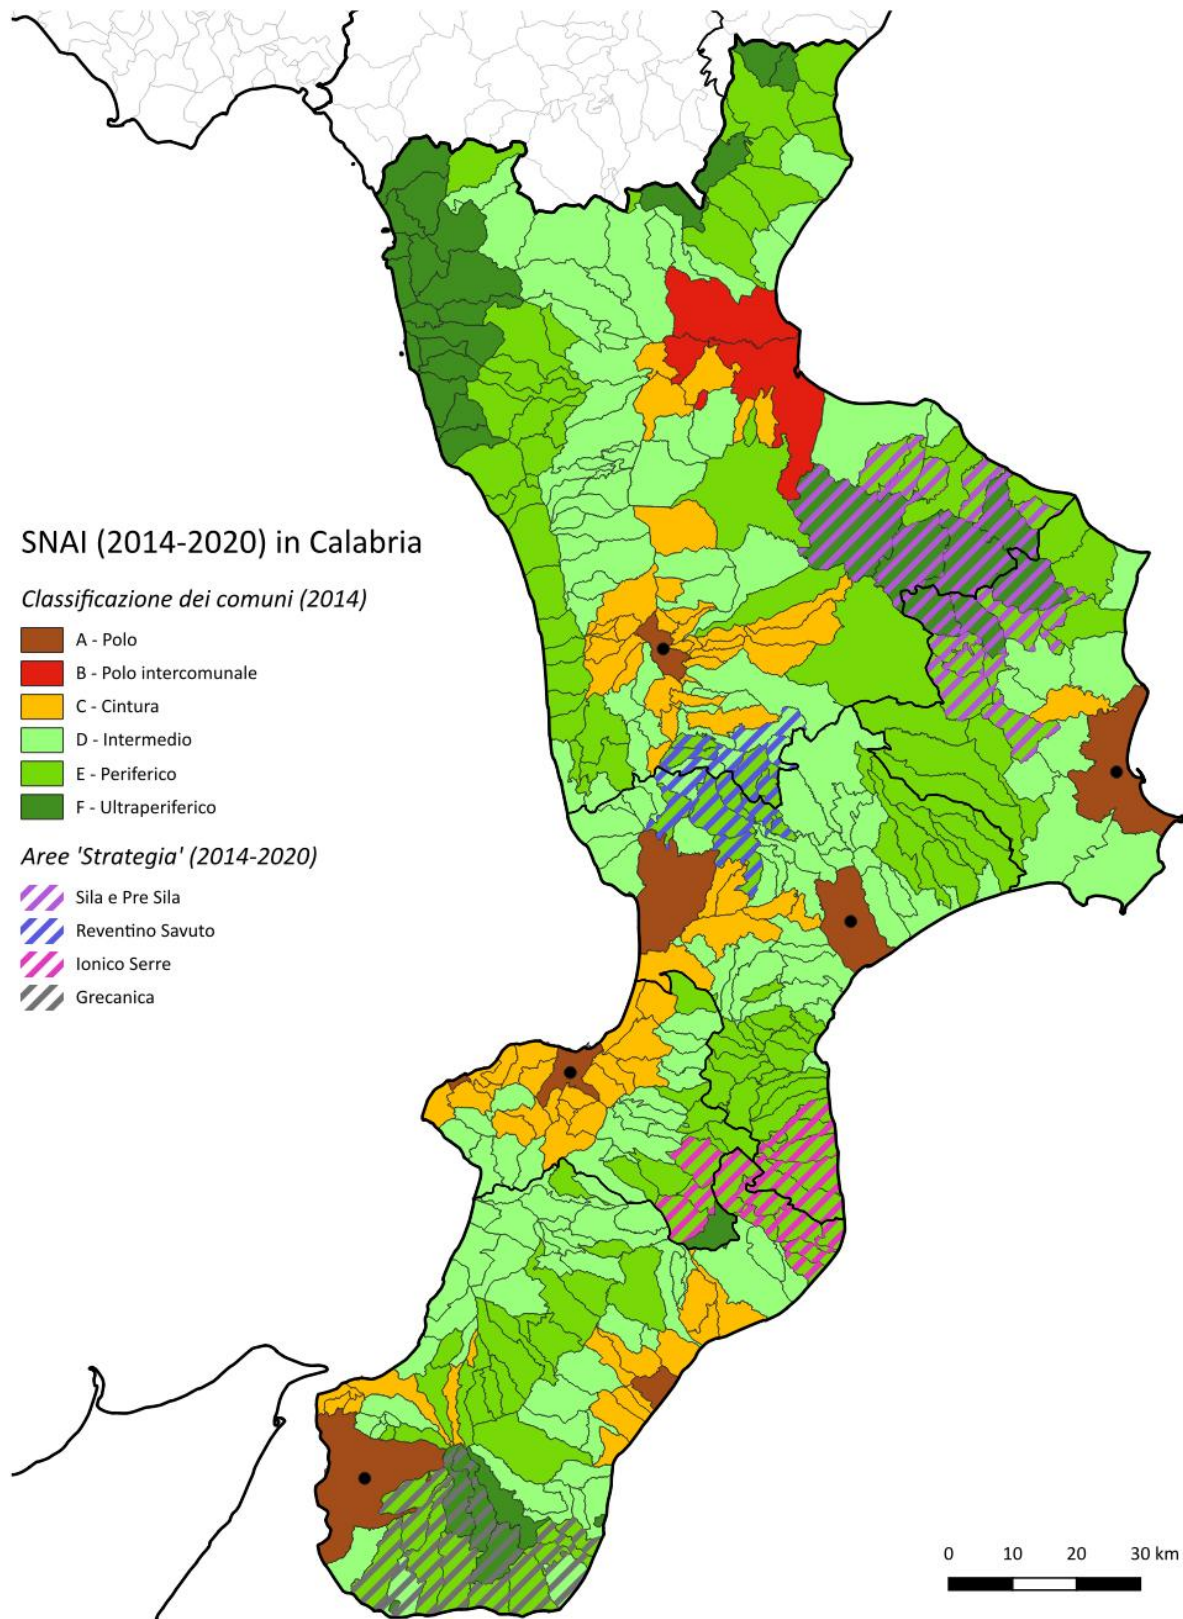 SNAI (2014-2020) in Calabria
Classificazione dei comuni (2014)
A - Polo
B - Polo intercomunale
C - Cintura
D - Intermedio
E - Periferico
F - Ultraperiferico
Aree 'Strategia' (2014-2020)
Sila e Pre Sila
Reventino Savuto
Ionico Serre
Grecanica
0 10 20 30 km